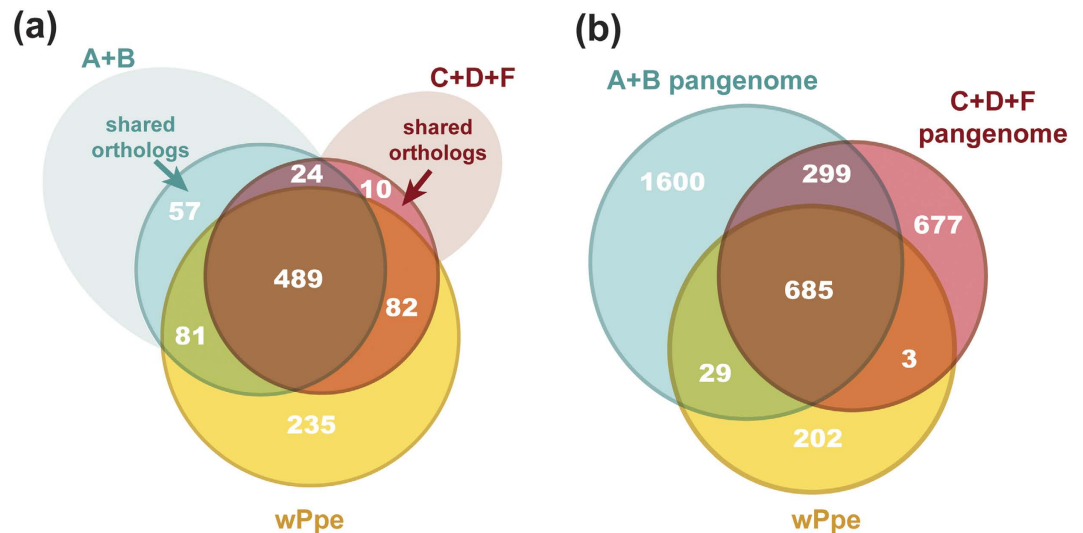 (a)
A+B
C+D+F
shared
orthologs
shared
orthologs
24
10
57
489
82
81
235
wPpe
(b)
A+B pangenome
C+D+F
pangenome
1600
299
677
685
29
3
202
wPpe